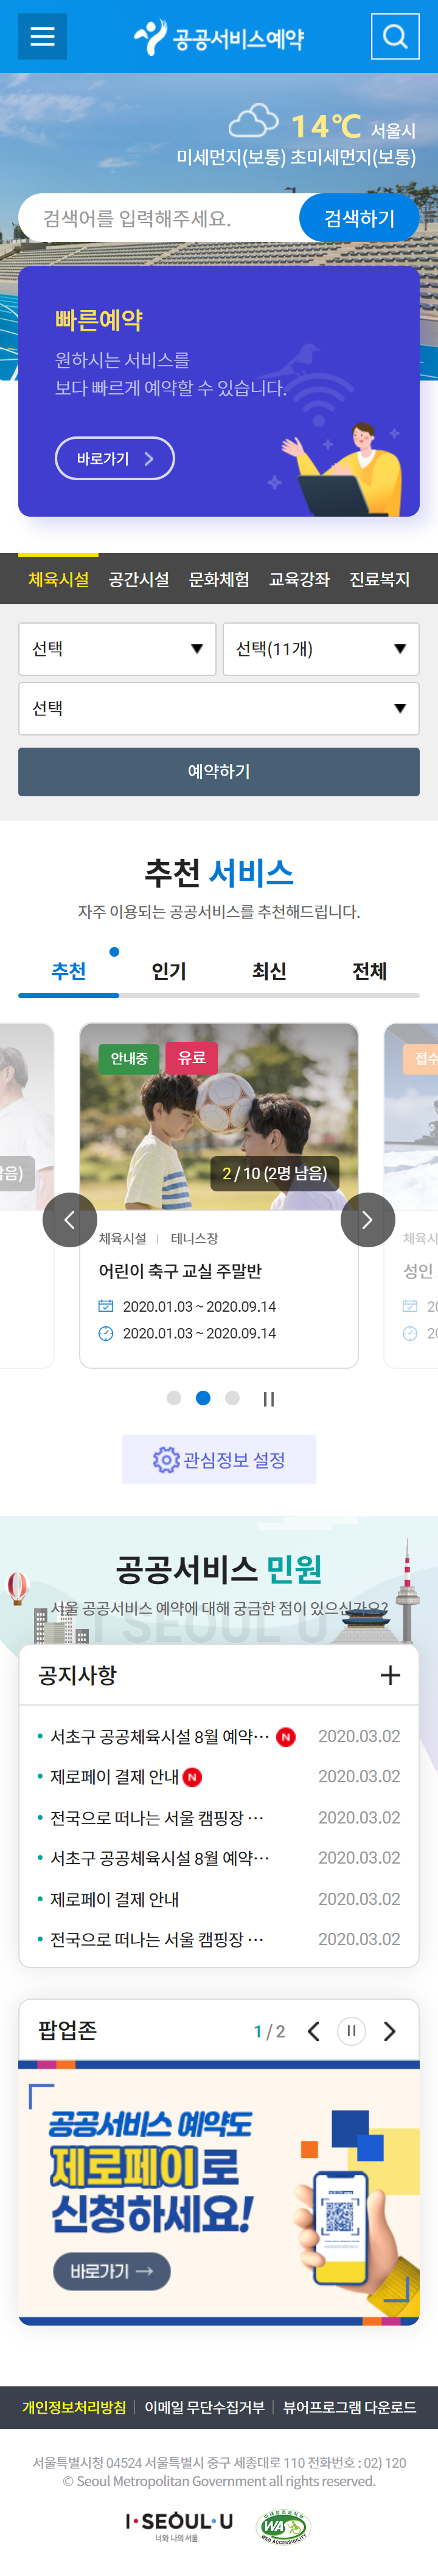 공공서비스예약
14℃ 서울시
미세먼지(보통) 초미세먼지(보통)
검색어를 입력해주세요. 검색하기
빠른예약
원하시는 서비스를
보다 빠르게 예약할 수 있습니다.
바로가기
체육시설 공간시설 문화체험 교육강좌 진료복지
선택 선택(11개)
선택
예약하기
추천 서비스
자주 이용되는 공공서비스를 추천해드립니다.
추천 인기 최신 전체
안내중 유료 접수
남음) 2 / 10 (2명 남음)
체육시설 | 테니스장 체육시
어린이 축구 교실 주말반 성인
2020.01.03 ~ 2020.09.14 20
2020.01.03 ~ 2020.09.14 20
관심정보 설정
공공서비스 민원
서울 공공서비스 예약에 대해 궁금한 점이 있으신가요?
I SEOUL U
공지사항
서초구 공공체육시설 8월 예약… N 2020.03.02
제로페이 결제 안내 N 2020.03.02
전국으로 떠나는 서울 캠핑장 … 2020.03.02
서초구 공공체육시설 8월 예약… 2020.03.02
제로페이 결제 안내 2020.03.02
전국으로 떠나는 서울 캠핑장 … 2020.03.02
팝업존 1 / 2
공공서비스 예약도
제로페이로
신청하세요!
바로가기 →
개인정보처리방침 | 이메일 무단수집거부 | 뷰어프로그램 다운로드
서울특별시청 04524 서울특별시 중구 세종대로 110 전화번호 : 02) 120
© Seoul Metropolitan Government all rights reserved.
I·SEOUL·U
너와 나의 서울
WA
WEB ACCESSIBILITY